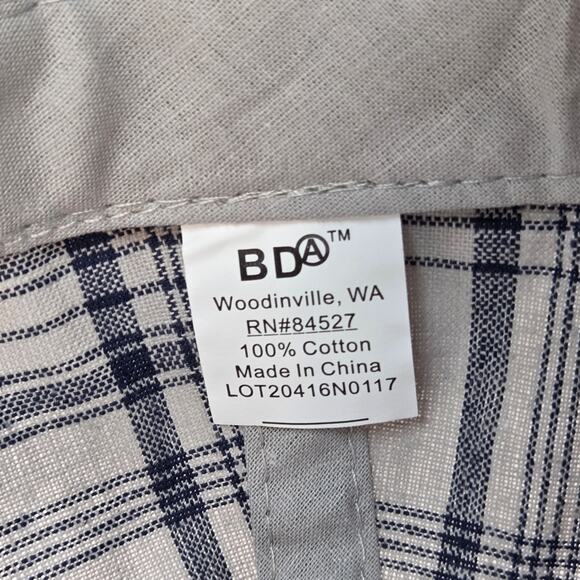 BDA™
Woodinville, WA
RN#84527
100% Cotton
Made In China
LOT20416N0117